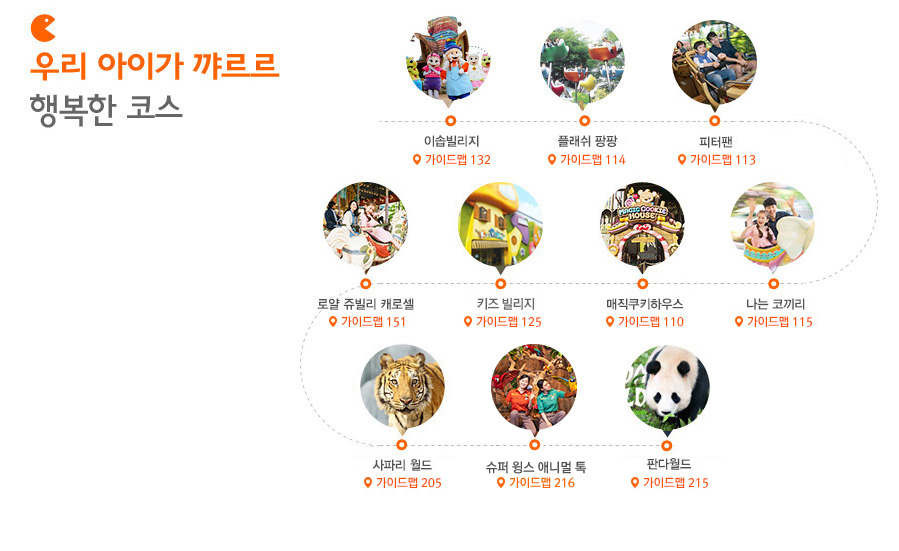 우리 아이가 꺄르르
행복한 코스
이솝빌리지
가이드맵 132
플래쉬 팡팡
가이드맵 114
피터팬
가이드맵 113
MAGIC COOKIE
HOUSE
로얄 쥬빌리 캐로셀
가이드맵 151
키즈 빌리지
가이드맵 125
매직쿠키하우스
가이드맵 110
나는 코끼리
가이드맵 115
사파리 월드
가이드맵 205
슈퍼 윙스 애니멀 톡
가이드맵 216
판다월드
가이드맵 215